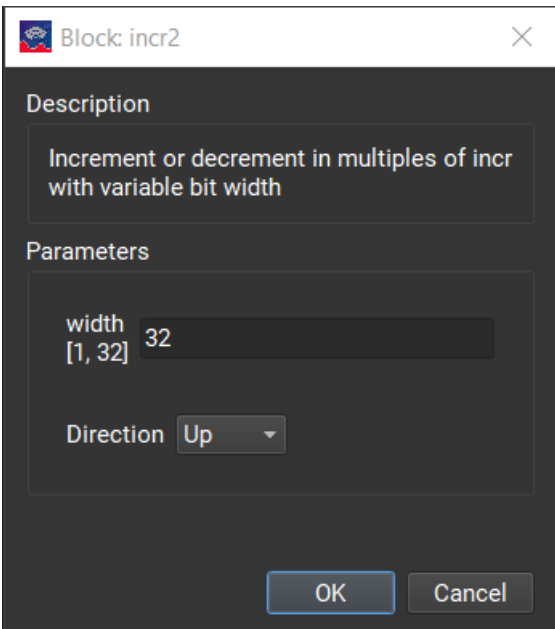 Block: incr2
Description
Increment or decrement in multiples of incr
with variable bit width
Parameters
width
[1, 32]
32
Direction
Up
OK
Cancel